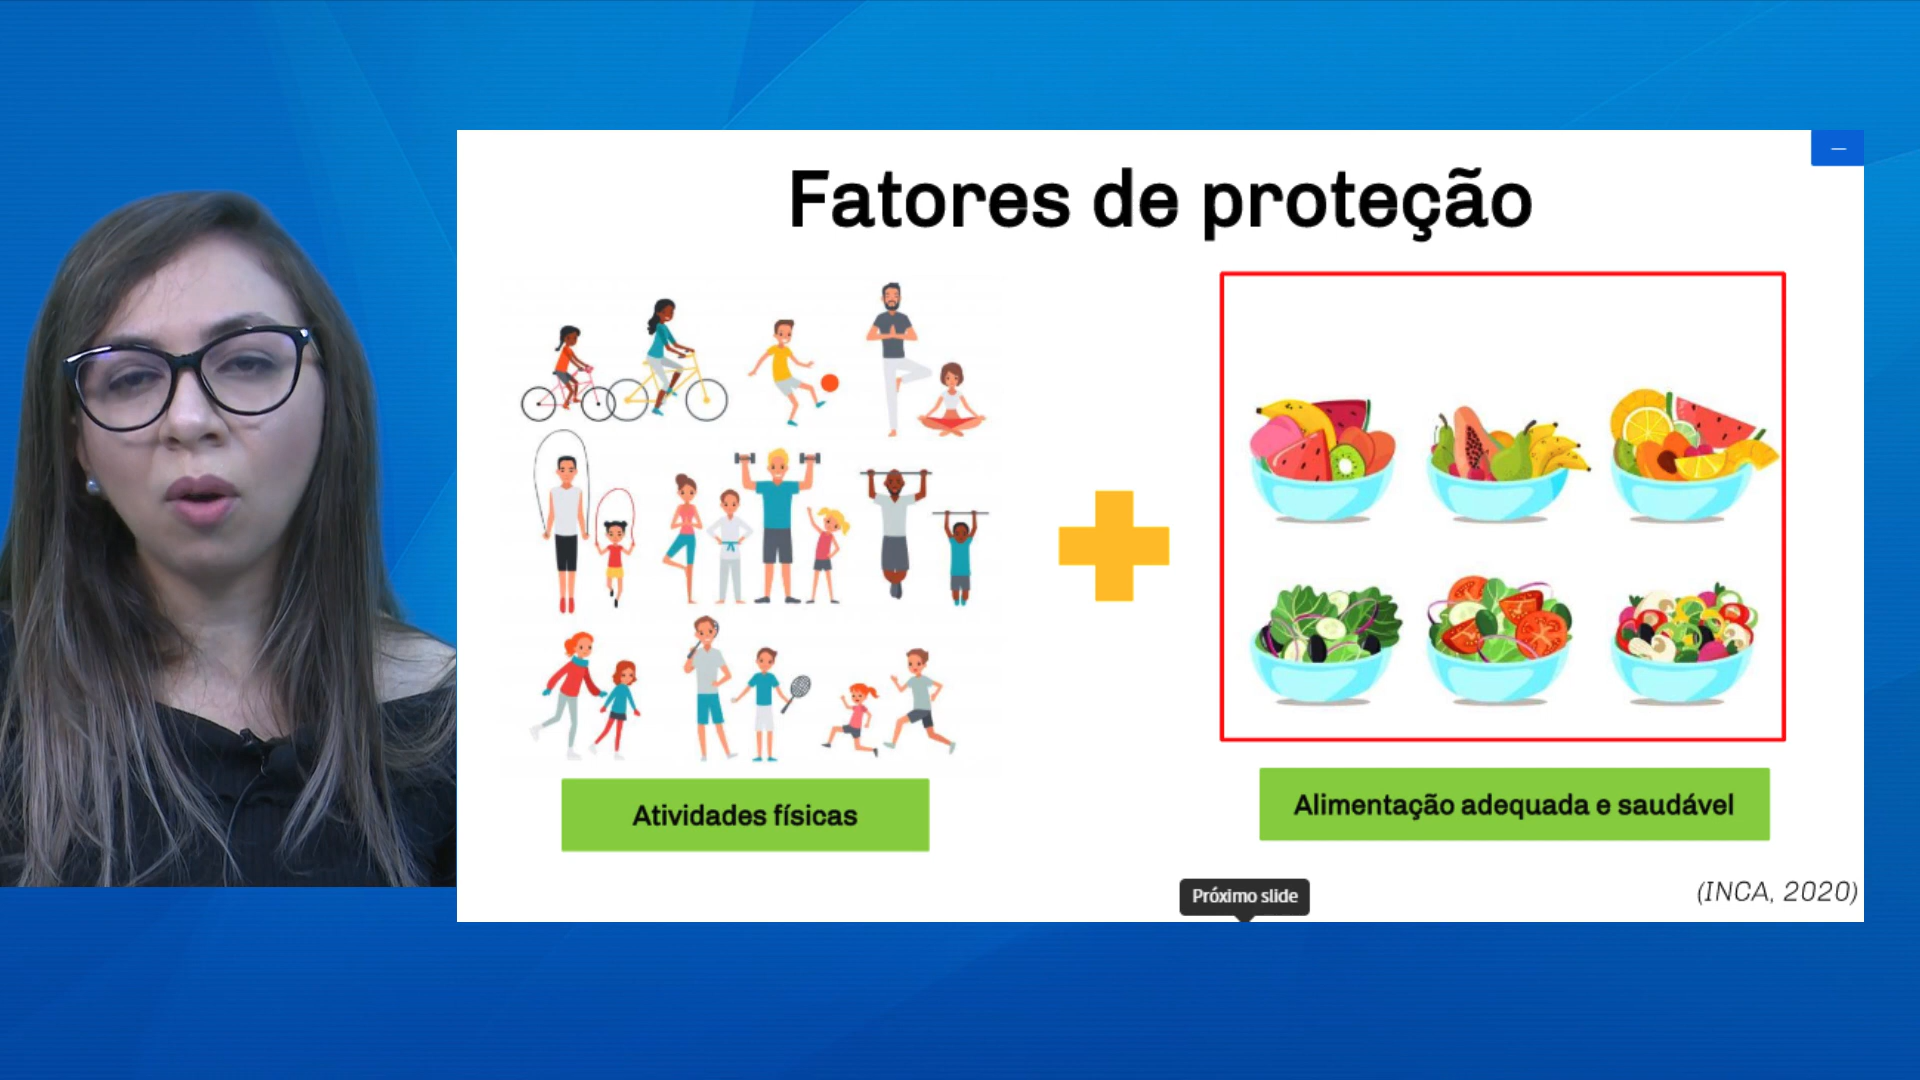 Fatores de proteção
Atividades físicas
Alimentação adequada e saudável
Próximo slide
(INCA, 2020)